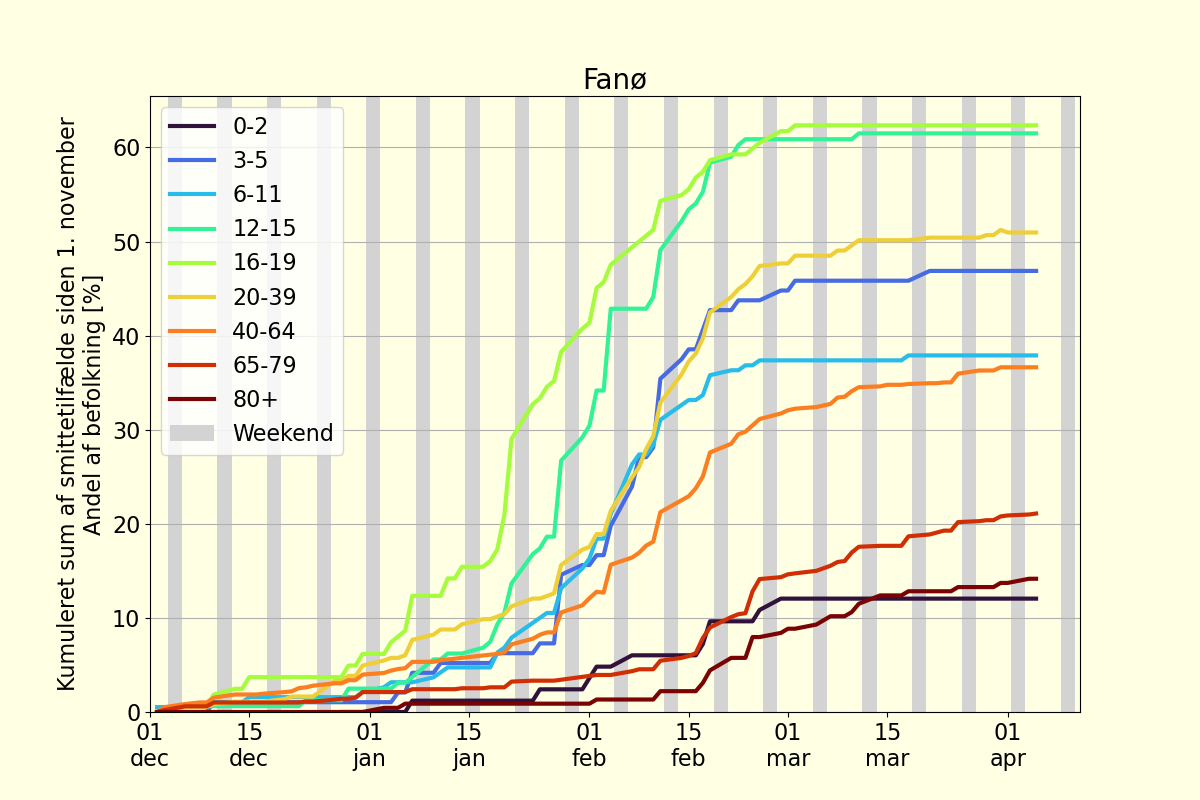 Fanø
Kumuleret sum af smittetilfælde siden 1. november
Andel af befolkning [%]
60
50
40
30
20
10
0
0-2
3-5
6-11
12-15
16-19
20-39
40-64
65-79
80+
Weekend
01 15 01 15 01 15 01 15 01
dec dec jan jan feb feb mar mar apr